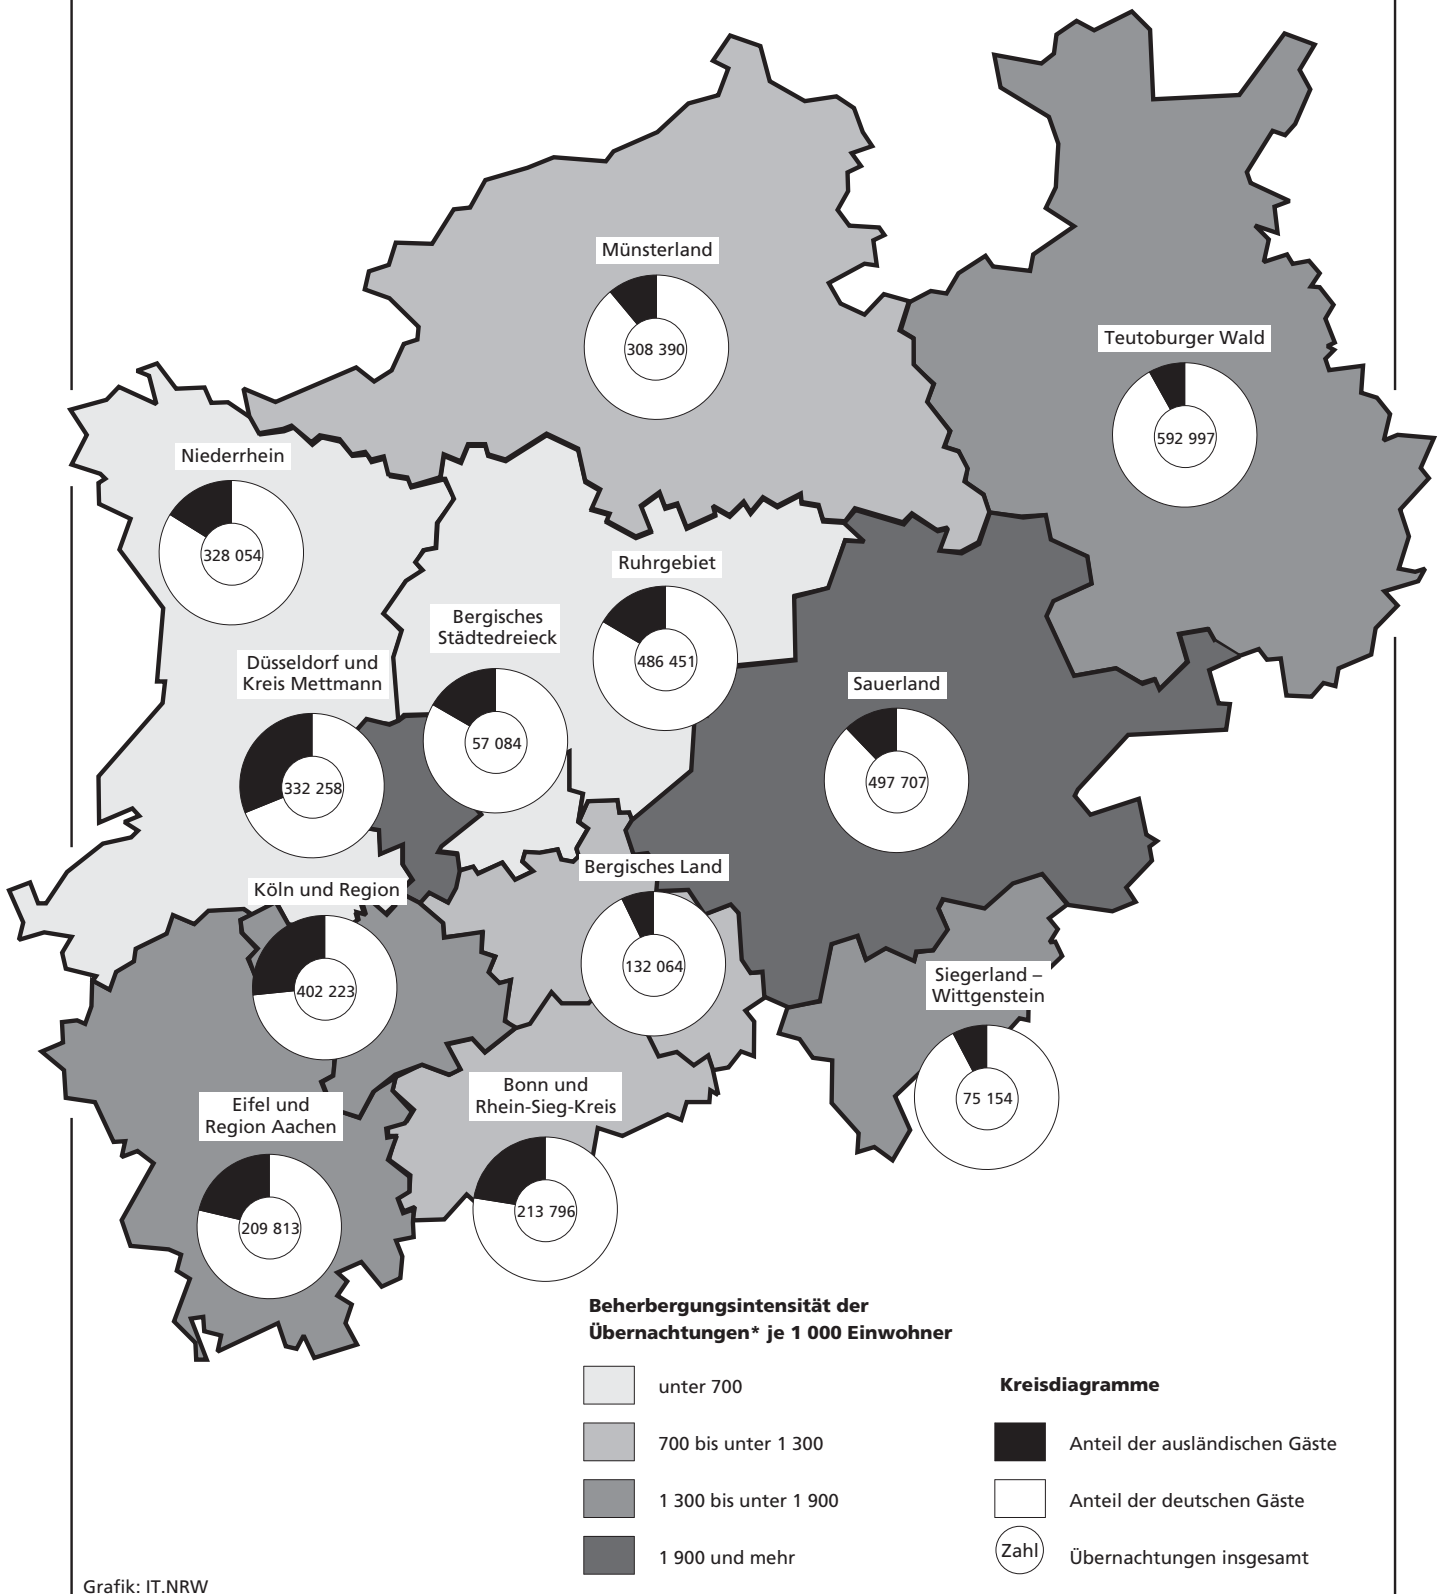 Münsterland
308 390
Teutoburger Wald
592 997
Niederrhein
328 054
Ruhrgebiet
486 451
Bergisches
Städtedreieck
57 084
Düsseldorf und
Kreis Mettmann
332 258
Sauerland
497 707
Bergisches Land
132 064
Köln und Region
402 223
Siegerland –
Wittgenstein
75 154
Bonn und
Rhein-Sieg-Kreis
213 796
Eifel und
Region Aachen
209 813
Beherbergungsintensität der
Übernachtungen* je 1 000 Einwohner
unter 700
700 bis unter 1 300
1 300 bis unter 1 900
1 900 und mehr
Kreisdiagramme
Anteil der ausländischen Gäste
Anteil der deutschen Gäste
Zahl
Übernachtungen insgesamt
Grafik: IT.NRW